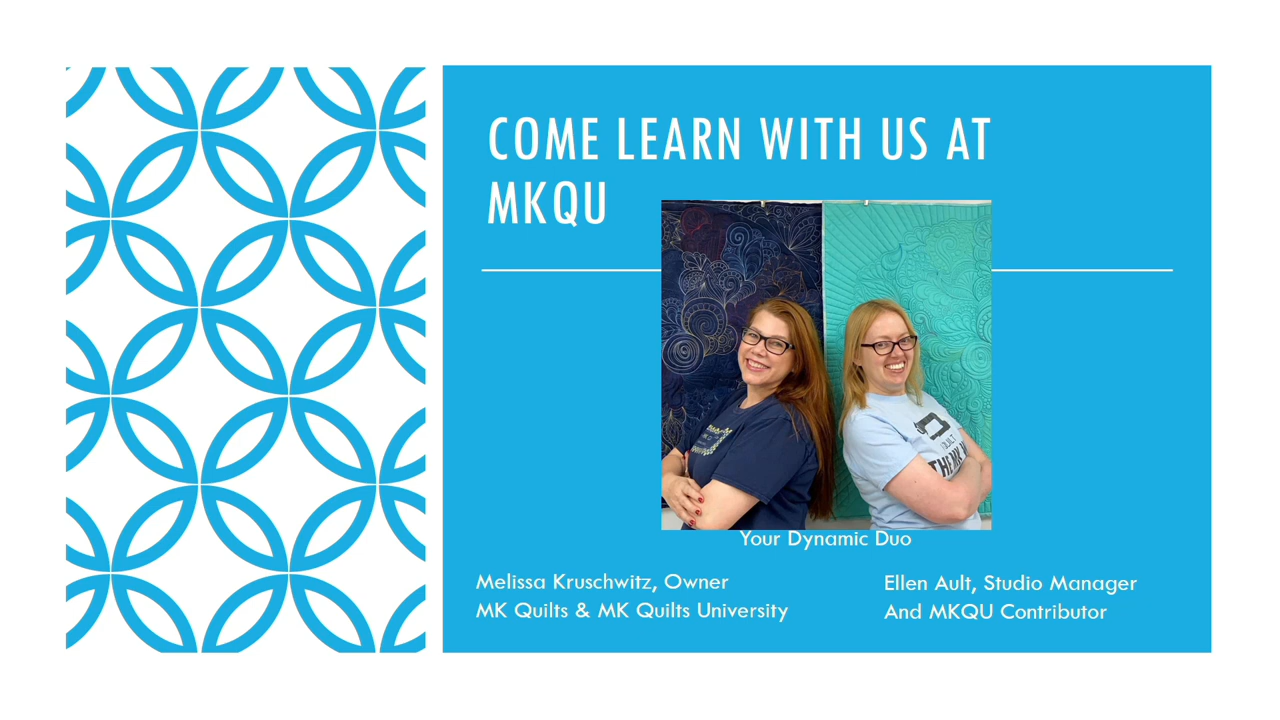 COME LEARN WITH US AT
MKQU
Your Dynamic Duo
Melissa Kruschwitz, Owner
MK Quilts & MK Quilts University
Ellen Ault, Studio Manager
And MKQU Contributor